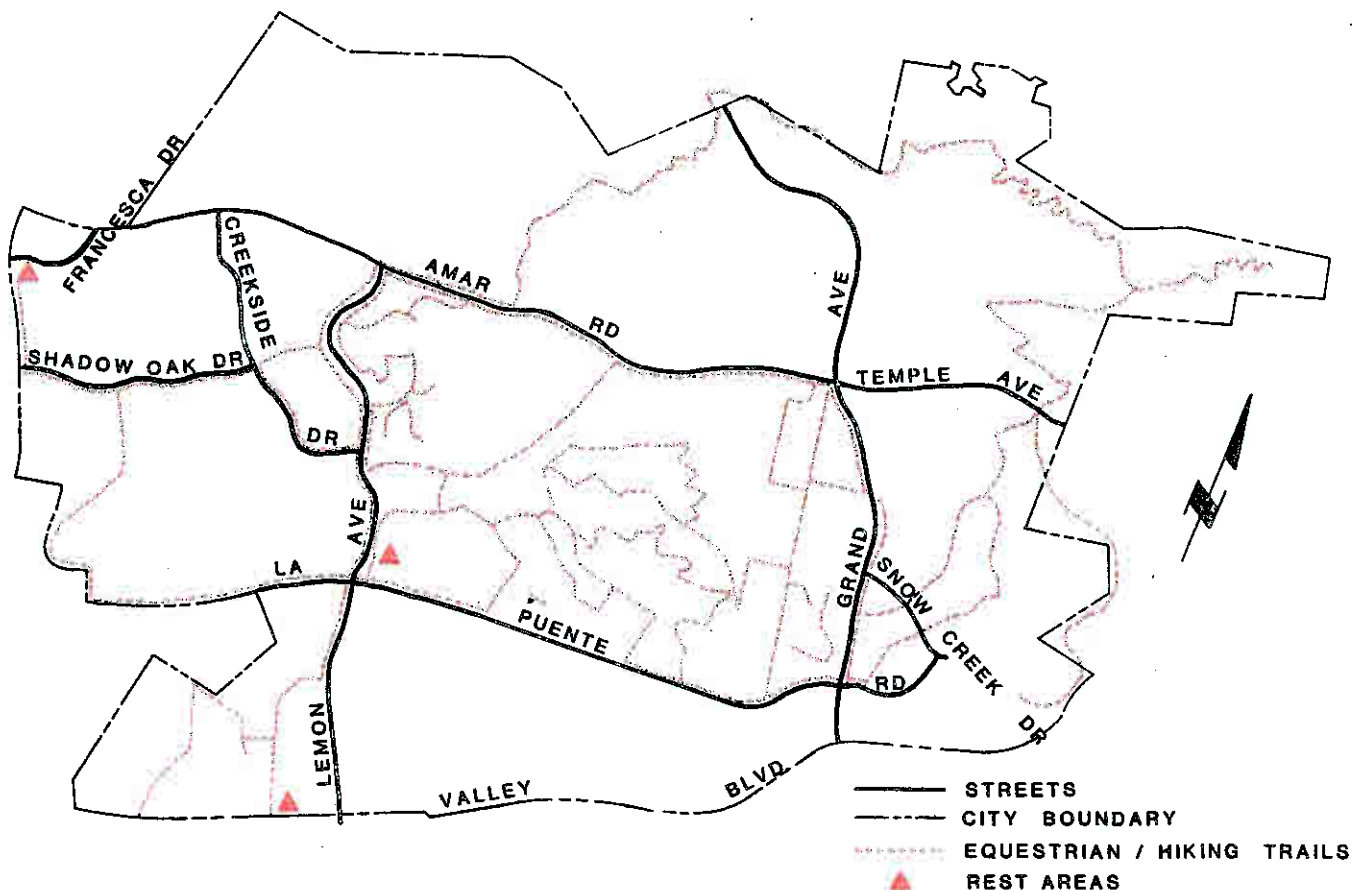 FRANCESCA DR
CREEKSIDE
DR
AMAR
RD
AVE
SHADOW OAK DR
TEMPLE
AVE
AVE
LA
PUENTE
RD
GRAND
SNOW CREEK DR
LEMON
VALLEY
BLVD
N
STREETS
CITY BOUNDARY
EQUESTRIAN / HIKING TRAILS
REST AREAS